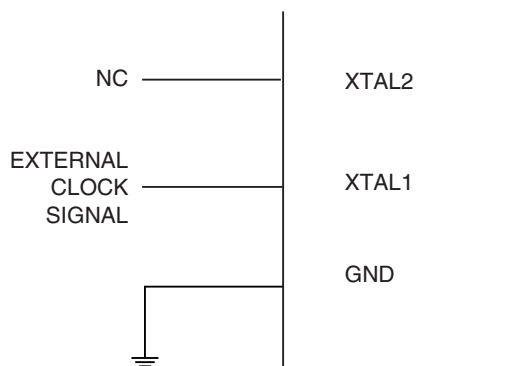 NC
XTAL2
EXTERNAL
CLOCK
SIGNAL
XTAL1
GND